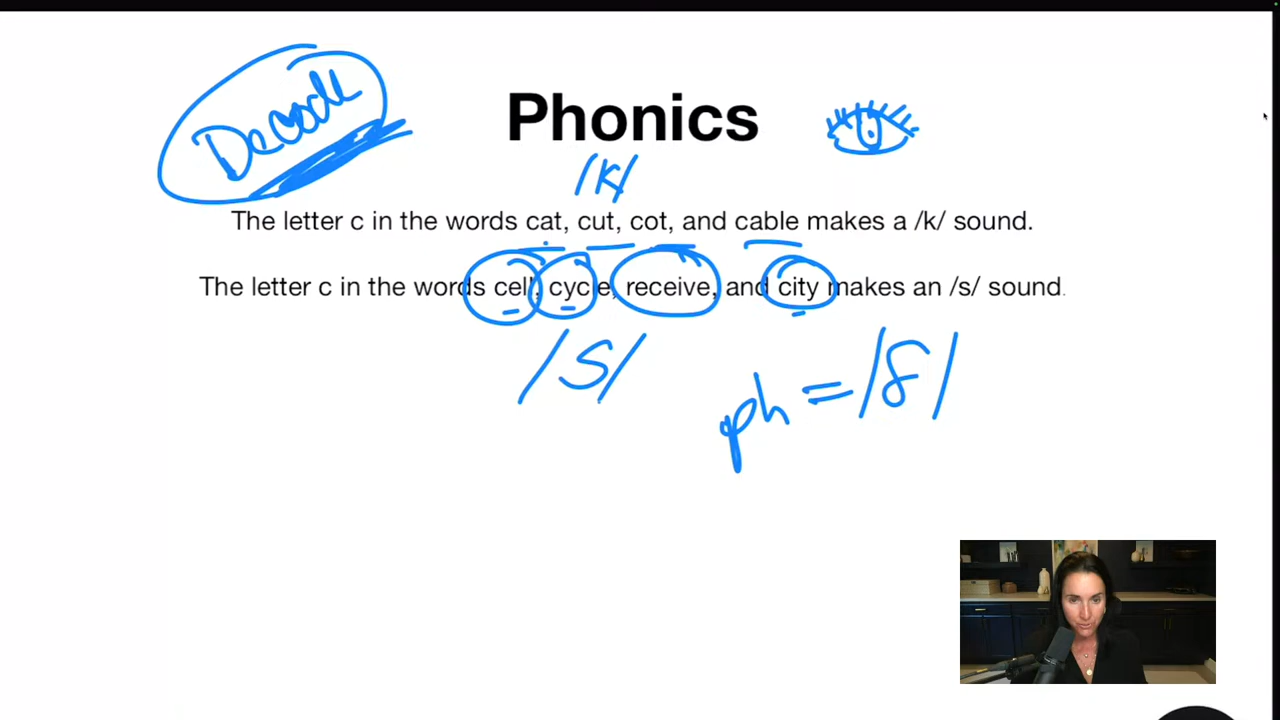 Decode
Phonics
/k/
The letter c in the words cat, cut, cot, and cable makes a /k/ sound.
The letter c in the words cell, cycle, receive, and city makes an /s/ sound.
/S/
ph = /f/